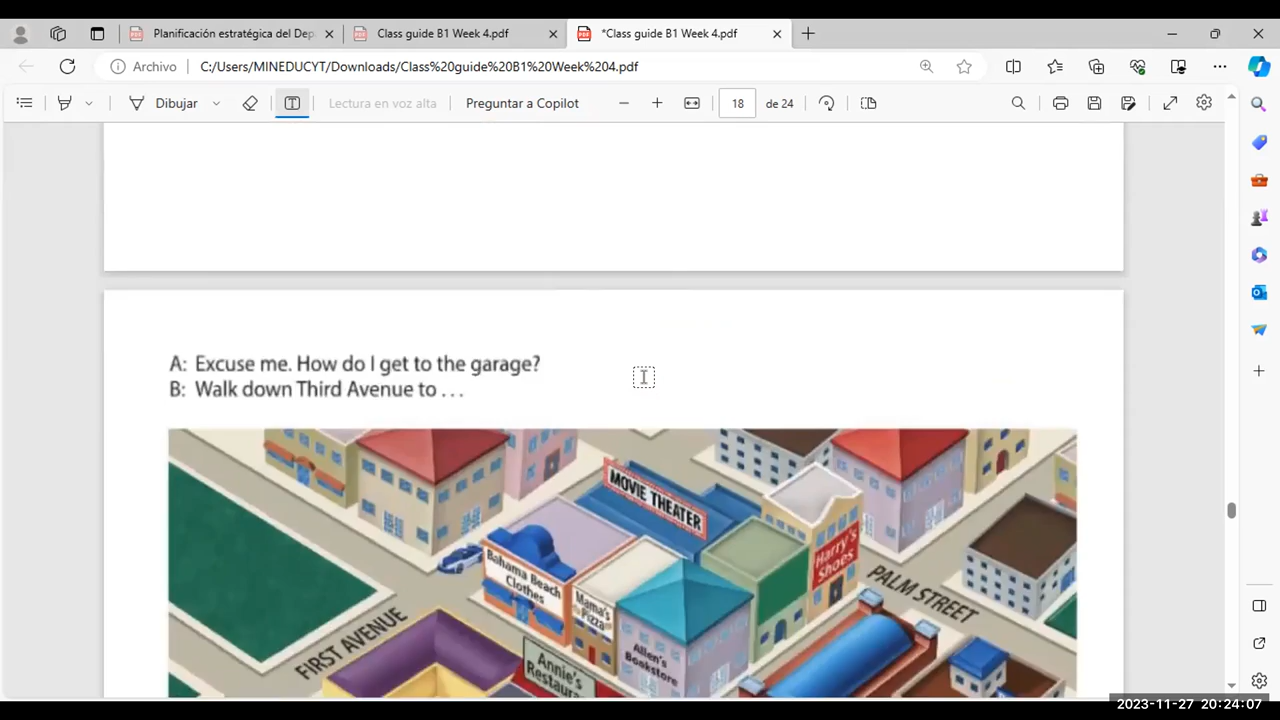 Planificación estratégica del Dep
Class guide B1 Week 4.pdf
*Class guide B1 Week 4.pdf
Archivo
C:/Users/MINEDUCYT/Downloads/Class%20guide%20B1%20Week%204.pdf
Dibujar
Lectura en voz alta
Preguntar a Copilot
18
de 24
A: Excuse me. How do I get to the garage?
B: Walk down Third Avenue to . . .
MOVIE THEATER
Harry's
Shoes
Bahama Beach
Clothes
Mama's
Pizza
PALM STREET
FIRST AVENUE
Allen's
Bookstore
Annie's
Restaura
2023-11-27 20:24:07